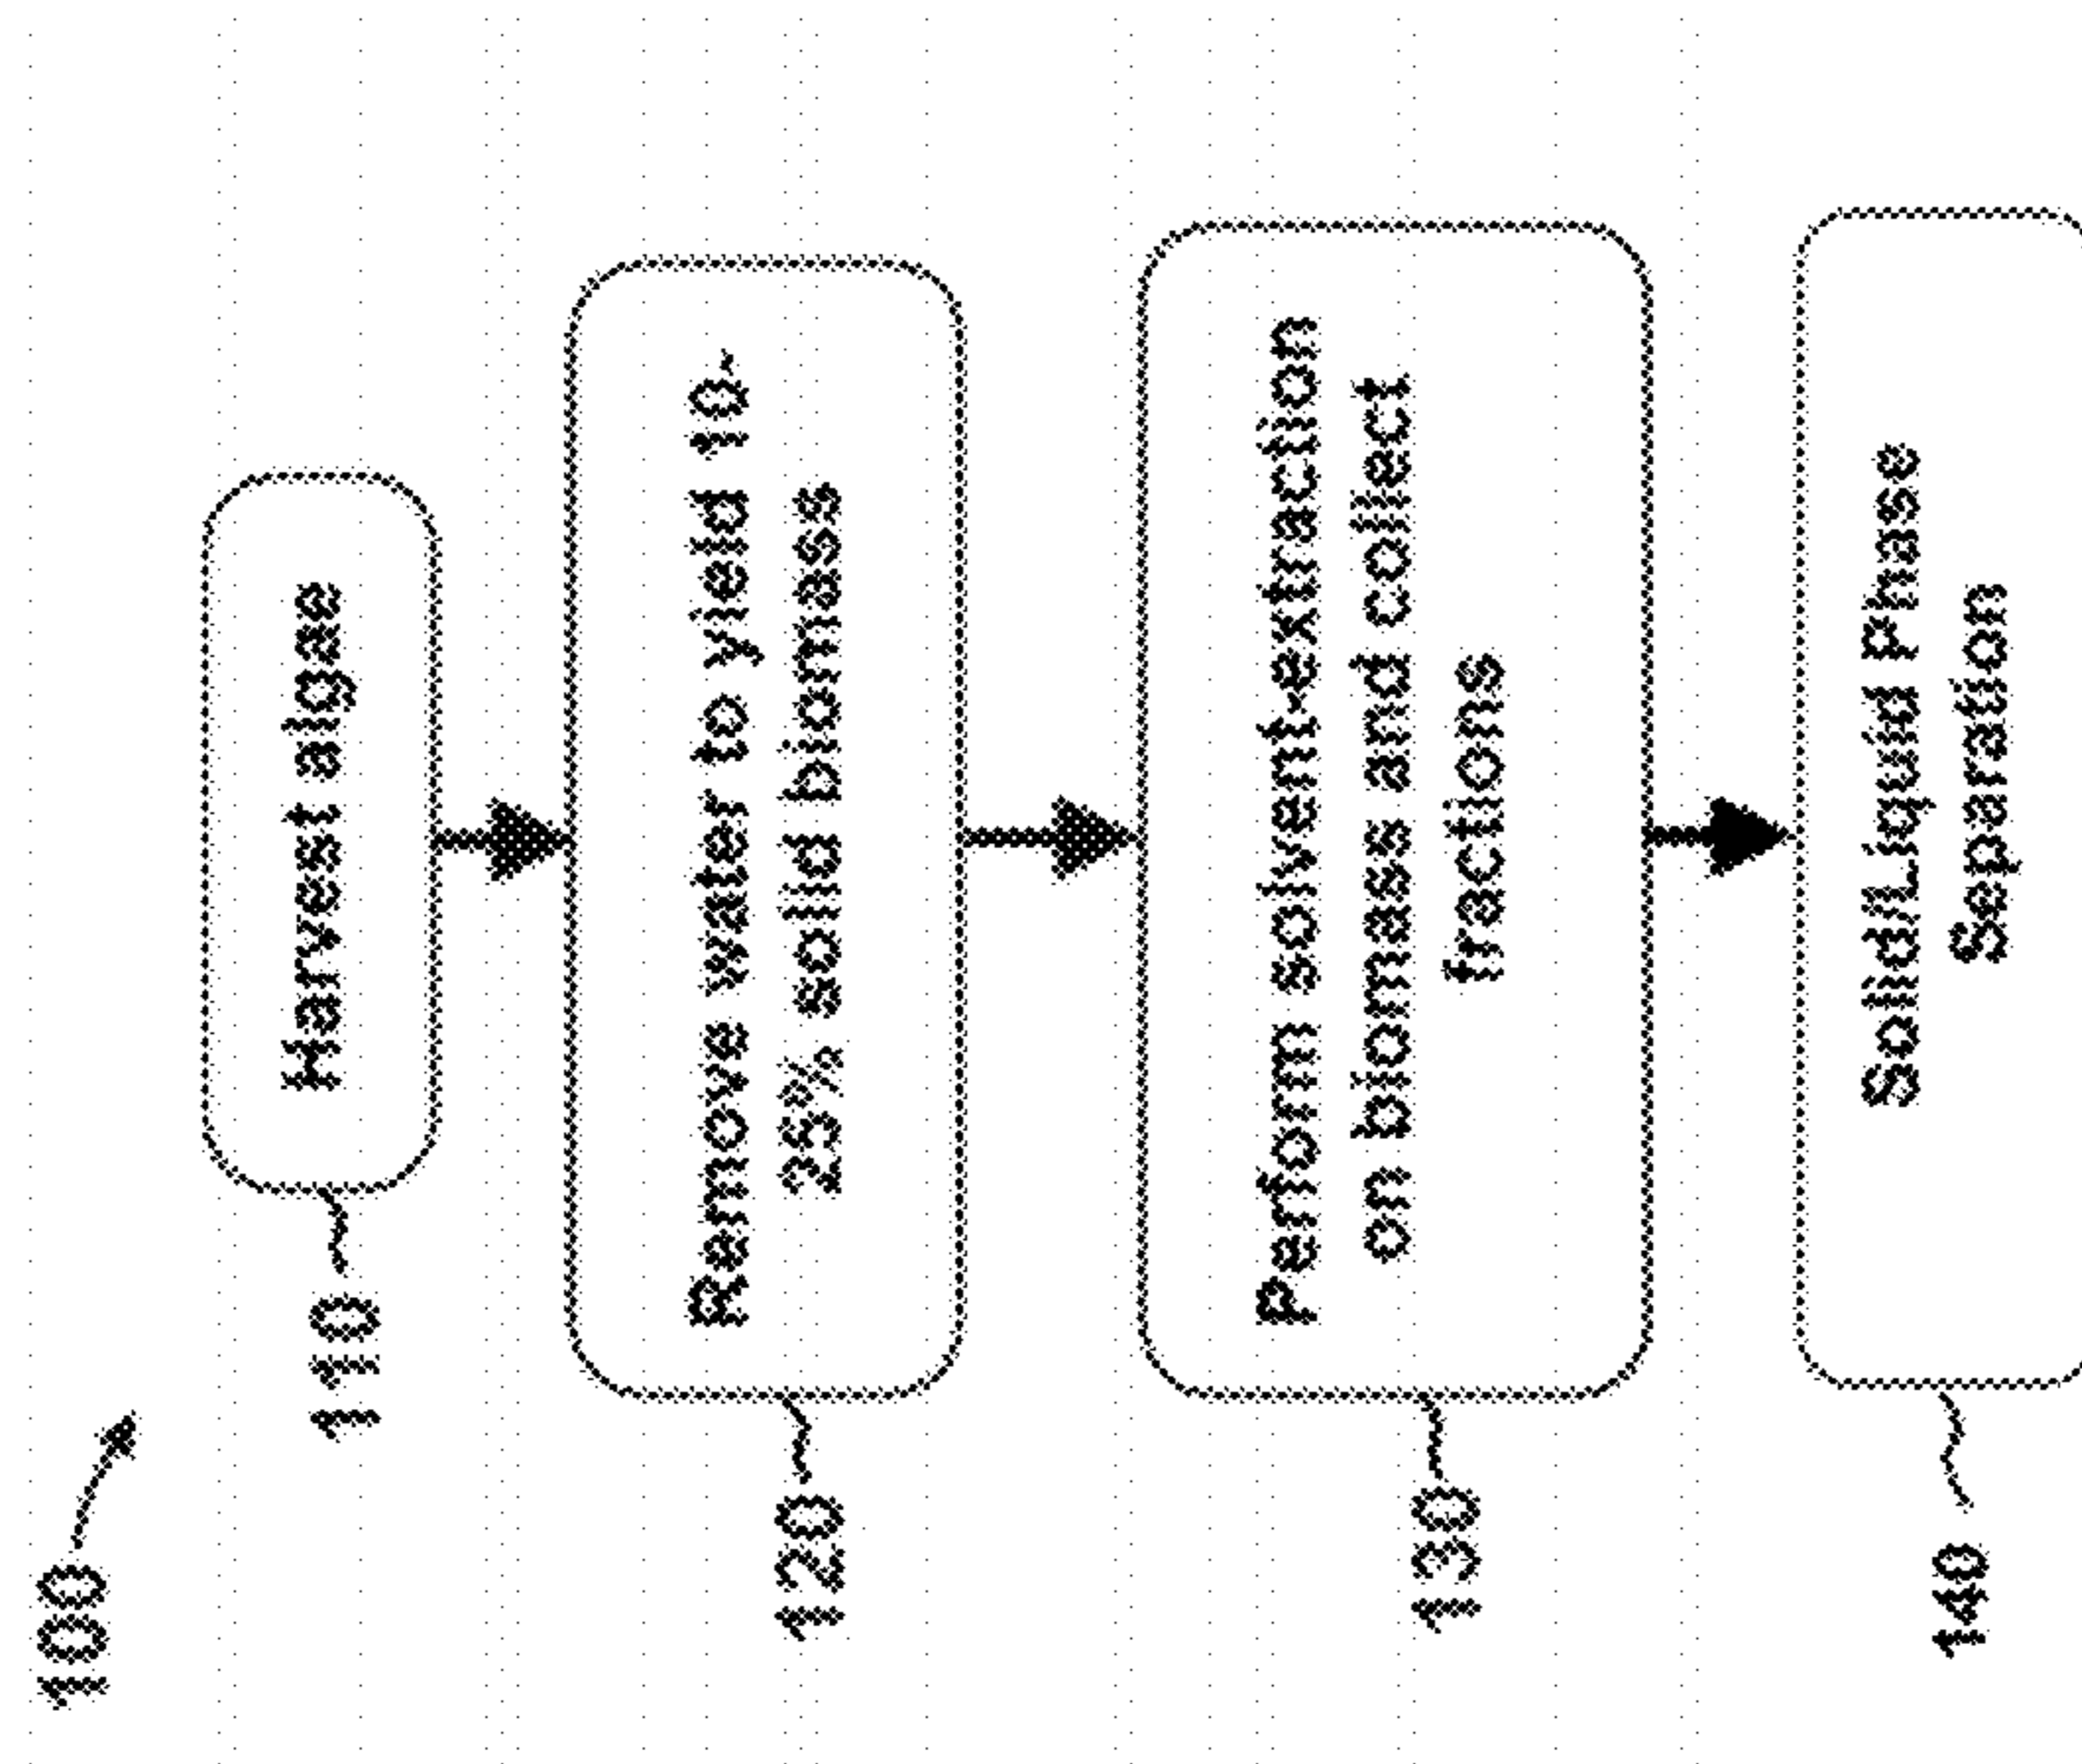 100
110
Harvest algae
120
Remove water to yield 10-
25% solid biomass
130
Perform solvent-extraction
on biomass and collect
fractions
140
Solid/Liquid Phase
Separation